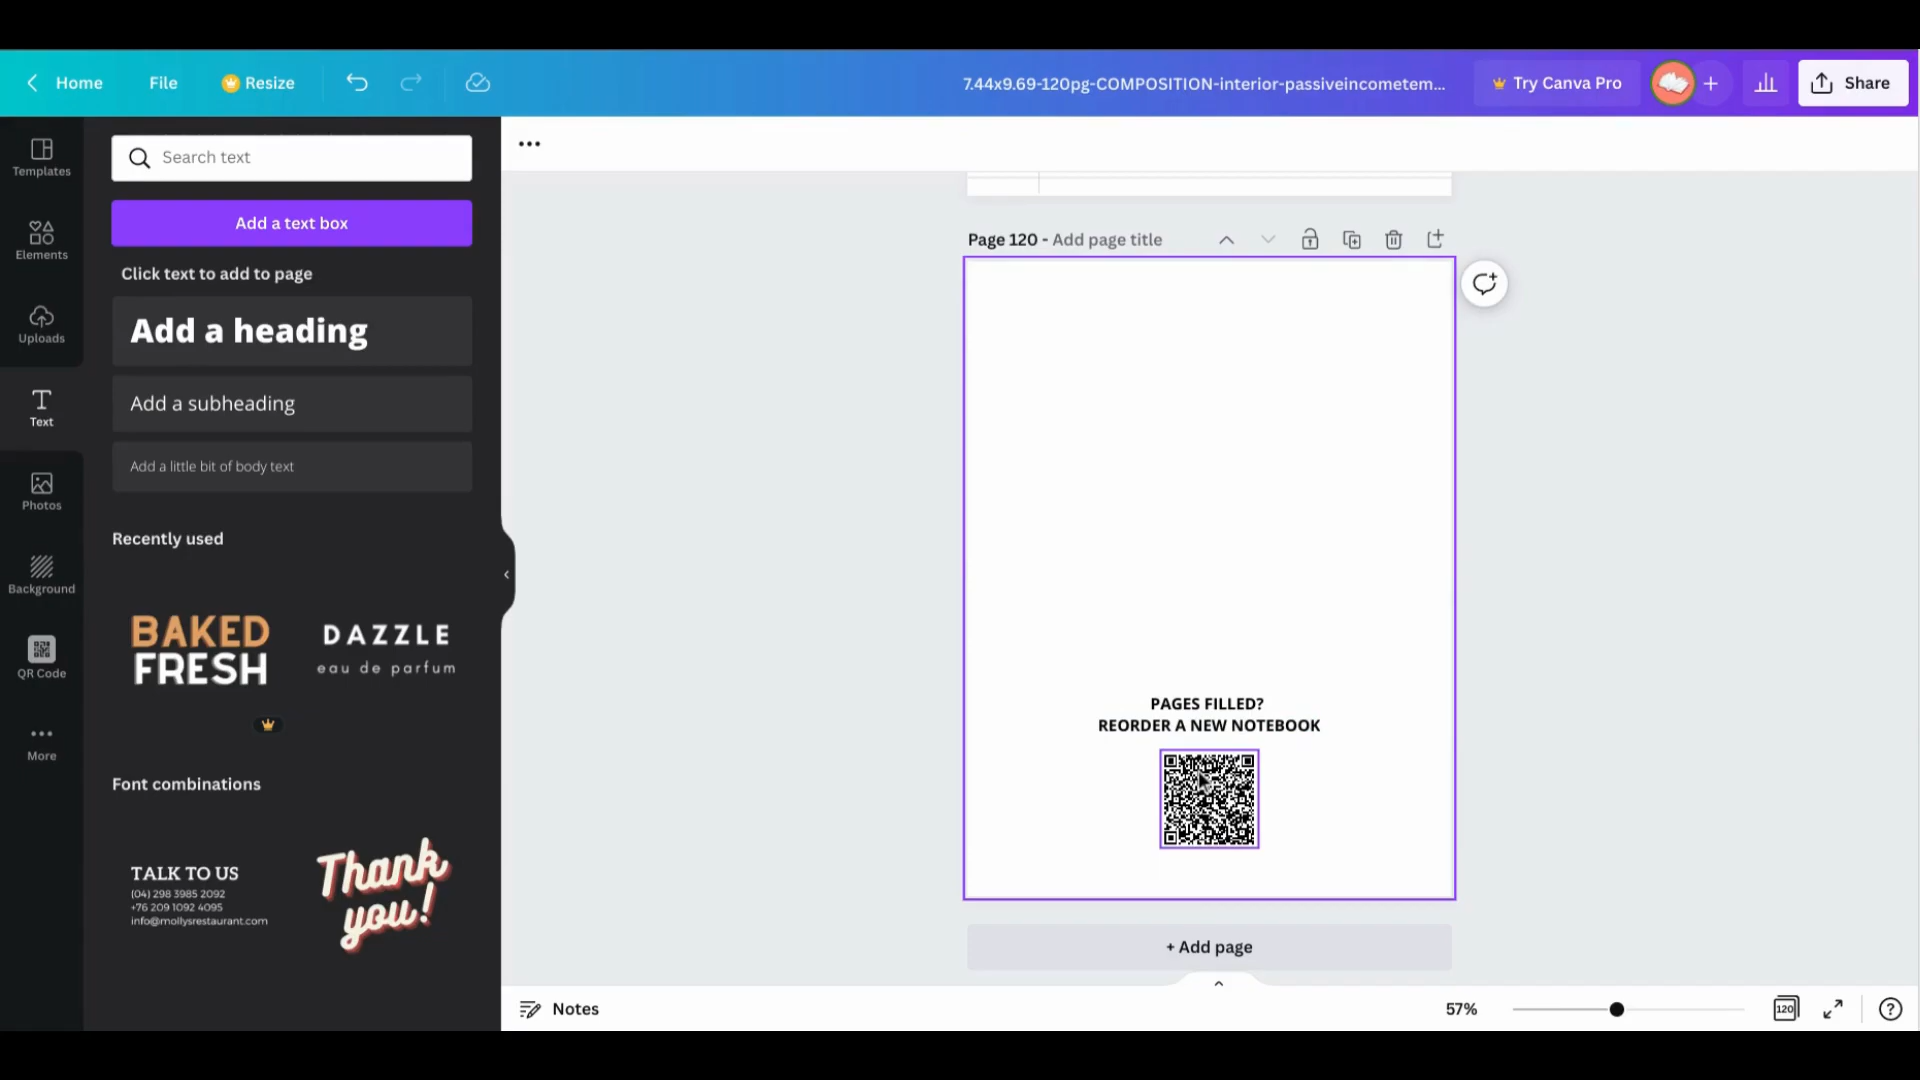 Home
File
Resize
7.44x9.69-120pg-COMPOSITION-interior-passiveincometem...
Try Canva Pro
Share
Templates
Elements
Uploads
Text
Photos
Background
QR Code
More
Search text
Add a text box
Click text to add to page
Add a heading
Add a subheading
Add a little bit of body text
Recently used
BAKED
FRESH
DAZZLE
eau de parfum
Font combinations
TALK TO US
(04) 298 3985 2092
+76 209 1092 4095
info@mollysrestaurant.com
Thank
you!
Page 120 - Add page title
PAGES FILLED?
REORDER A NEW NOTEBOOK
+ Add page
Notes
57%
120